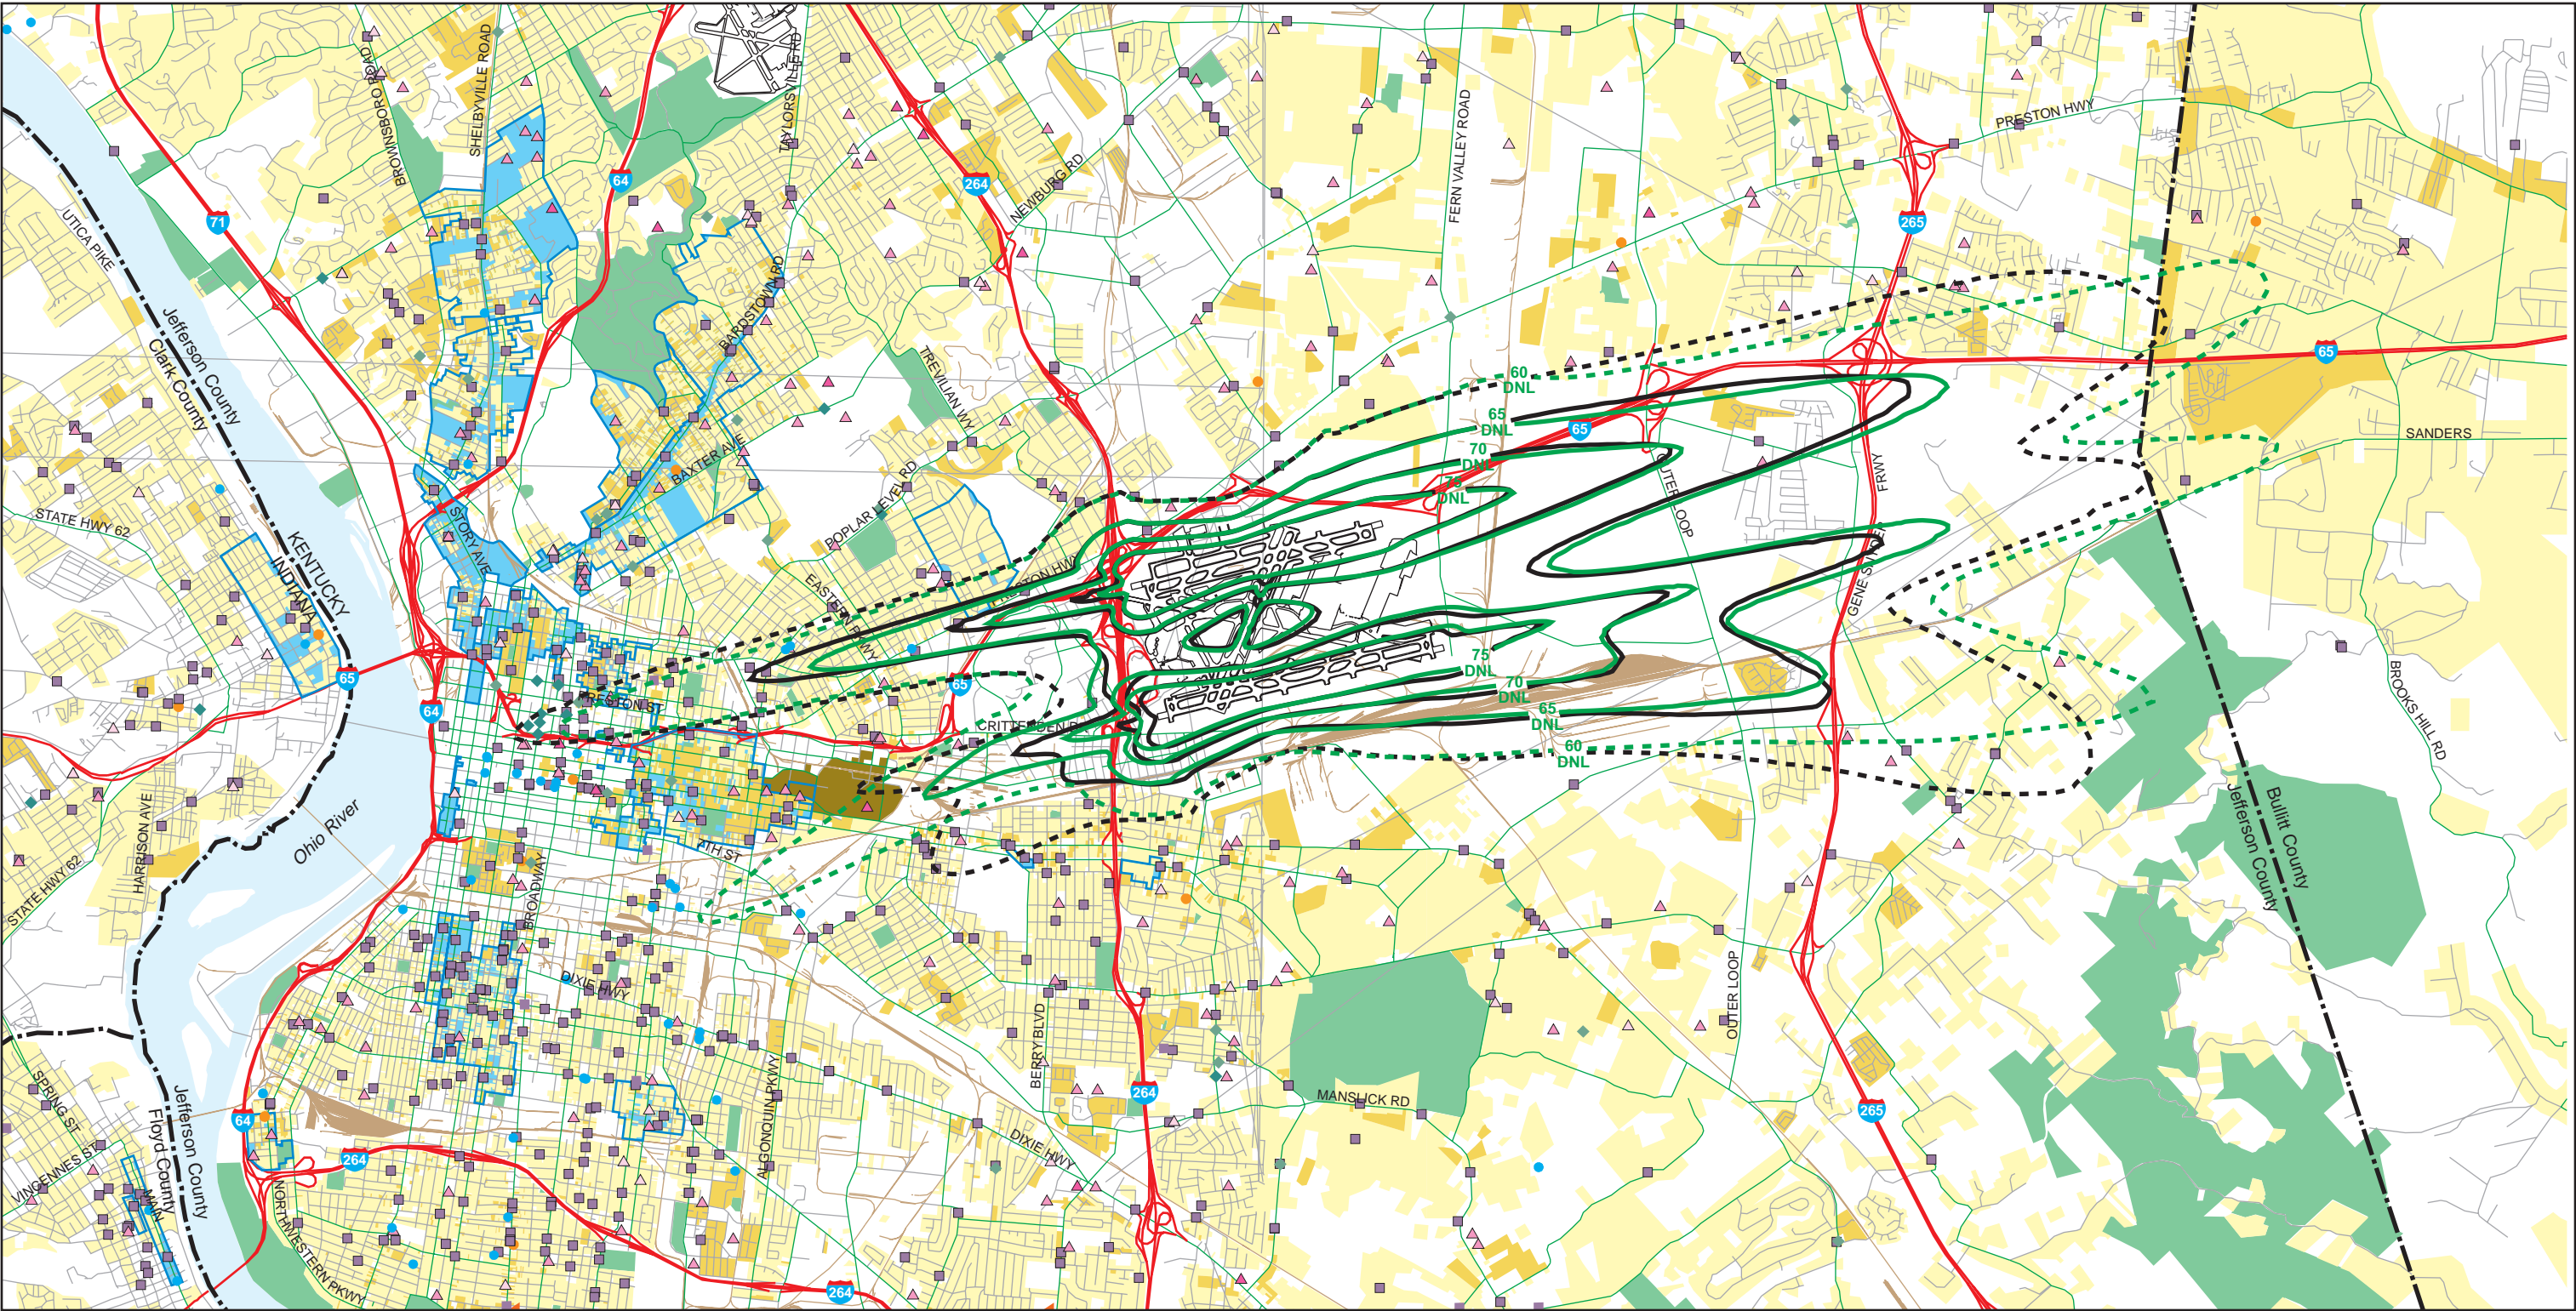 BROWNSBORO ROAD
SHELBYVILLE ROAD
TAYLORSVILLE RD
64
264
NEWBURG RD
FERN VALLEY ROAD
PRESTON HWY
265
71
UTICA PIKE
Jefferson County
Clark County
BARDSTOWN RD
TREVILIAN WY
65
60
DNL
65
DNL
65
70
DNL
75
DNL
SANDERS
BAXTER AVE
POPLAR LEVEL RD
OUTER LOOP
FRWY
GENE SNYDER
STATE HWY 62
STORY AVE
KENTUCKY
INDIANA
PRESTON HWY
EASTERN PKWY
65
64
65
PRESTON ST
CRITTENDEN DR
75
DNL
70
DNL
65
DNL
60
DNL
BROOKS HILL RD
Bullitt County
Jefferson County
HARRISON AVE
Ohio River
STATE HWY 62
7TH ST
BROADWAY
DIXIE HWY
OUTER LOOP
BERRY BLVD
ALGONQUIN PKWY
264
MANSLICK RD
265
DIXIE HWY
SPRING ST
VINCENNES ST
MAIN
Floyd County
Jefferson County
64
264
NORTHWESTERN PKWY
264